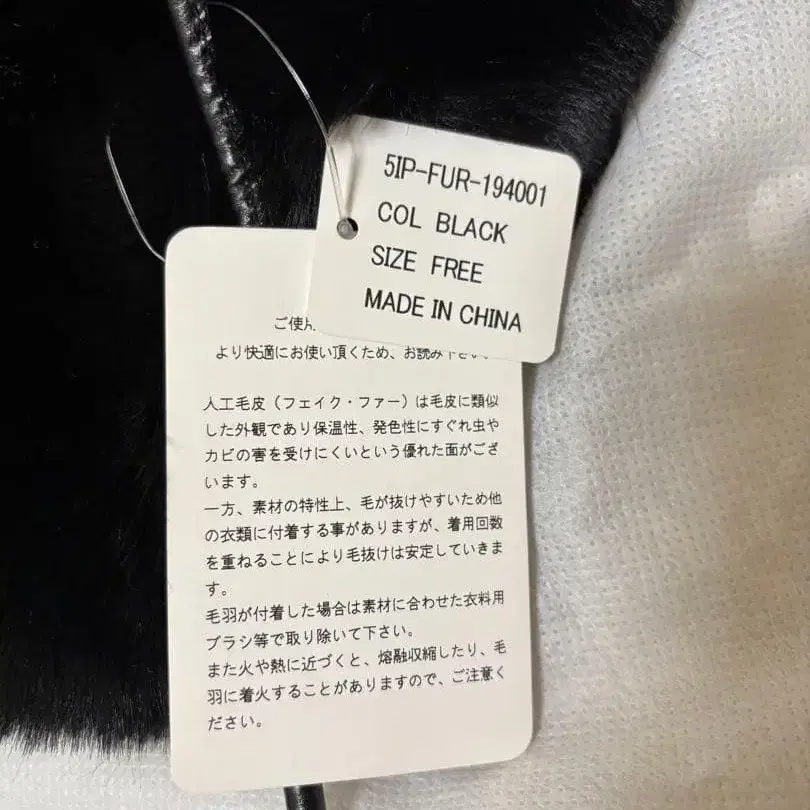 5IP-FUR-194001
COL BLACK
SIZE FREE
MADE IN CHINA
ご使用
より快適にお使い頂くため、お読み下さい。
人工毛皮（フェイク・ファー）は毛皮に類似
した外観であり保温性、発色性にすぐれ虫や
カビの害を受けにくいという優れた面がござ
います。
一方、素材の特性上、毛が抜けやすいため他
の衣類に付着する事がありますが、着用回数
を重ねることにより毛抜けは安定していきま
す。
毛羽が付着した場合は素材に合わせた衣料用
ブラシ等で取り除いて下さい。
また火や熱に近づくと、熔融収縮したり、毛
羽に着火することがありますので、ご注意く
ださい。